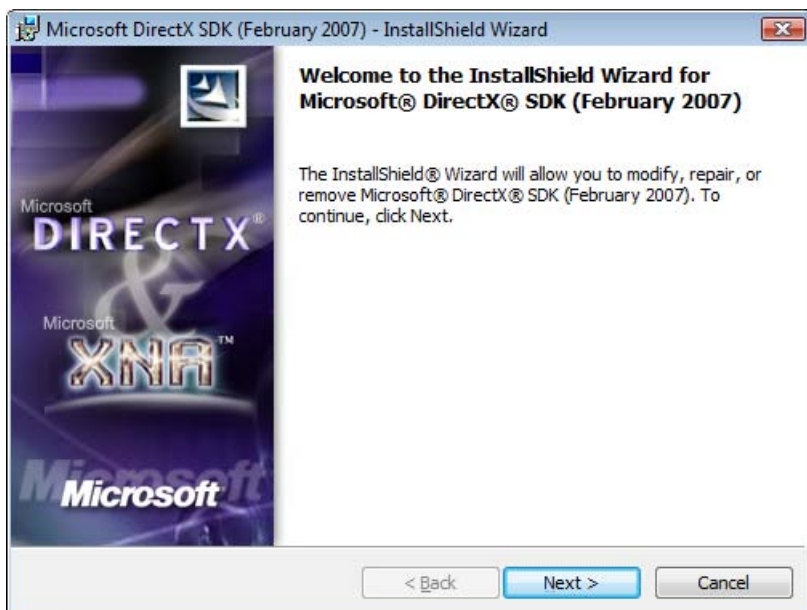 Microsoft DirectX SDK (February 2007) - InstallShield Wizard
Welcome to the InstallShield Wizard for
Microsoft® DirectX® SDK (February 2007)
The InstallShield® Wizard will allow you to modify, repair, or
remove Microsoft® DirectX® SDK (February 2007). To
continue, click Next.
Microsoft
DIRECTX®
&
Microsoft
XNA™
Microsoft
Microsoft
< Back
Next >
Cancel